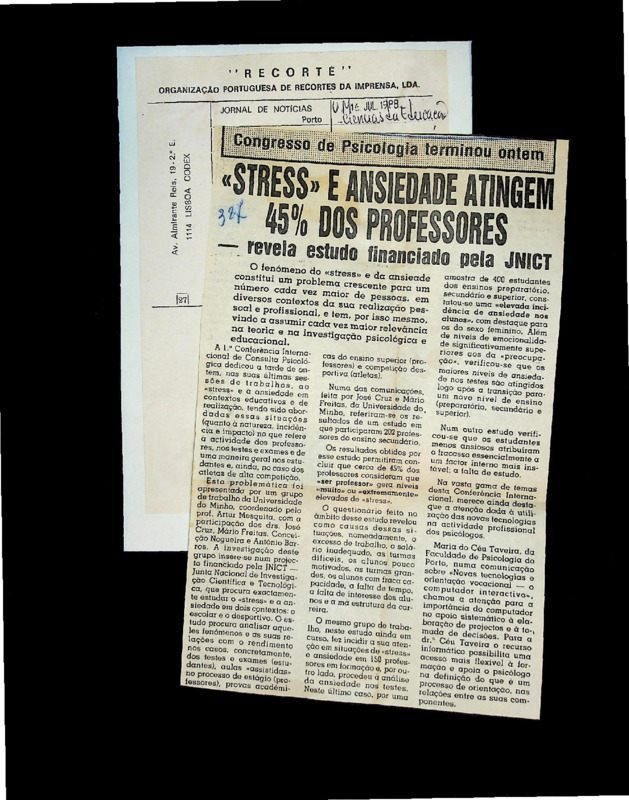 "RECORTE"
ORGANIZAÇÃO PORTUGUESA DE RECORTES DA IMPRENSA, LDA.
JORNAL DE NOTÍCIAS
Porto
JUL 1988
Av. Almirante Reis, 19-2.º E.
1114 LISBOA CODEX
27
Congresso de Psicologia terminou ontem
«STRESS» E ANSIEDADE ATINGEM
45% DOS PROFESSORES
— revela estudo financiado pela JNICT
O fenómeno do «stress» e da ansieade
constitui um problema crescente para um
número cada vez maior de pessoas, em
diversos contextos da sua realização pes-
soal e profissional, e tem, por isso mesmo,
vindo a assumir cada vez maior relevância
na teoria e na investigação psicológica e
educacional.
A 1.ª Conferência Interna-
cional de Consulta Psicoló-
gica dedicou a tarde de on-
tem, nas suas últimas ses-
sões de trabalhos, ao
«stress» e à ansiedade em
contextos educativos e de
realização, tendo sido abor-
dadas essas situações
(quanto à natureza, incidên-
cia e impacto) no que refere
à actividade dos professo-
res, nos testes e exames e de
uma maneira geral nos estu-
dantes e, ainda, no caso dos
atletas de alta competição.
Esta problemática foi
apresentada por um grupo
de trabalho da Universidade
do Minho, coordenado pelo
prof. Artur Mesquita, com a
participação dos drs. José
Cruz, Mário Freitas, Concei-
ção Nogueira e António Bar-
ros. A investigação deste
grupo insere-se num projec-
to financiado pela JNICT —
Junta Nacional de Investiga-
ção Científica e Tecnológi-
ca, que procura exactamen-
te estudar o «stress» e a an-
siedade em dois contextos: o
escolar e o desportivo. O es-
tudo procura analisar aque-
les fenómenos e as suas re-
lações com o rendimento
nos casos, concretamente,
dos testes e exames (estu-
dantes), aulas «assistidas»
no processo de estágio (pro-
fessores), provas académi-
cas do ensino superior (pro-
fessores) e competição des-
portiva (atletas).
Numa das comunicações,
feita por José Cruz e Mário
Freitas, da Universidade do
Minho, referiram-se os re-
sultados de um estudo em
que participaram 202 profes-
sores do ensino secundário.
Os resultados obtidos por
esse estudo permitiram con-
cluir que cerca de 45% dos
professores consideram que
«ser professor» gera níveis
«muito» ou «extremamente»
elevados de «stress».
O questionário feito no
âmbito desse estudo revelou
como causas dessas si-
tuações, nomeadamente, o
excesso de trabalho, o salá-
rio inadequado, as turmas
difíceis, os alunos pouco
motivados, as turmas gran-
des, os alunos com fraca ca-
pacidade, a falta de tempo,
a falta de interesse dos alu-
nos e a má estrutura da car-
reira.
O mesmo grupo de traba-
lho, neste estudo ainda em
curso, fez incidir a sua aten-
ção em situações de «stress»
e ansiedade em 150 profes-
sores em formação e, por ou-
tro lado, procedeu à análise
da ansiedade nos testes.
Neste último caso, por uma
amostra de 400 estudantes
dos ensinos preparatório,
secundário e superior, cons-
tatou-se uma «elevada inci-
dência de ansiedade nos
alunos», com destaque para
os do sexo feminino. Além
de níveis de emocionalida-
de significativamente supe-
riores aos da «preocupa-
ção», verificou-se que os
maiores níveis de ansieda-
de nos testes são atingidos
logo após a transição para
um novo nível de ensino
(preparatório, secundário e
superior).
Num outro estudo verifi-
cou-se que os estudantes
menos ansiosos atribuíram
o fracasso essencialmente a
um factor interno mais ins-
tável: a falta de estudo.
Na vasta gama de temas
desta Conferência Interna-
cional, merece ainda desta-
que a atenção dada à utili-
zação das novas tecnologias
na actividade profissional
dos psicólogos.
Maria do Céu Taveira, da
Faculdade de Psicologia do
Porto, numa comunicação
sobre «Novas tecnologias e
orientação vocacional — o
computador interactivo»,
chamou a atenção para a
importância do computador
no apoio sistemático à ela-
boração de projectos e à to-
mada de decisões. Para a
dr.ª Céu Taveira o recurso
informático possibilita uma
acesso mais flexível à for-
mação e apoia o psicólogo
na definição do que é um
processo de orientação, nas
relações entre as suas com-
ponentes.